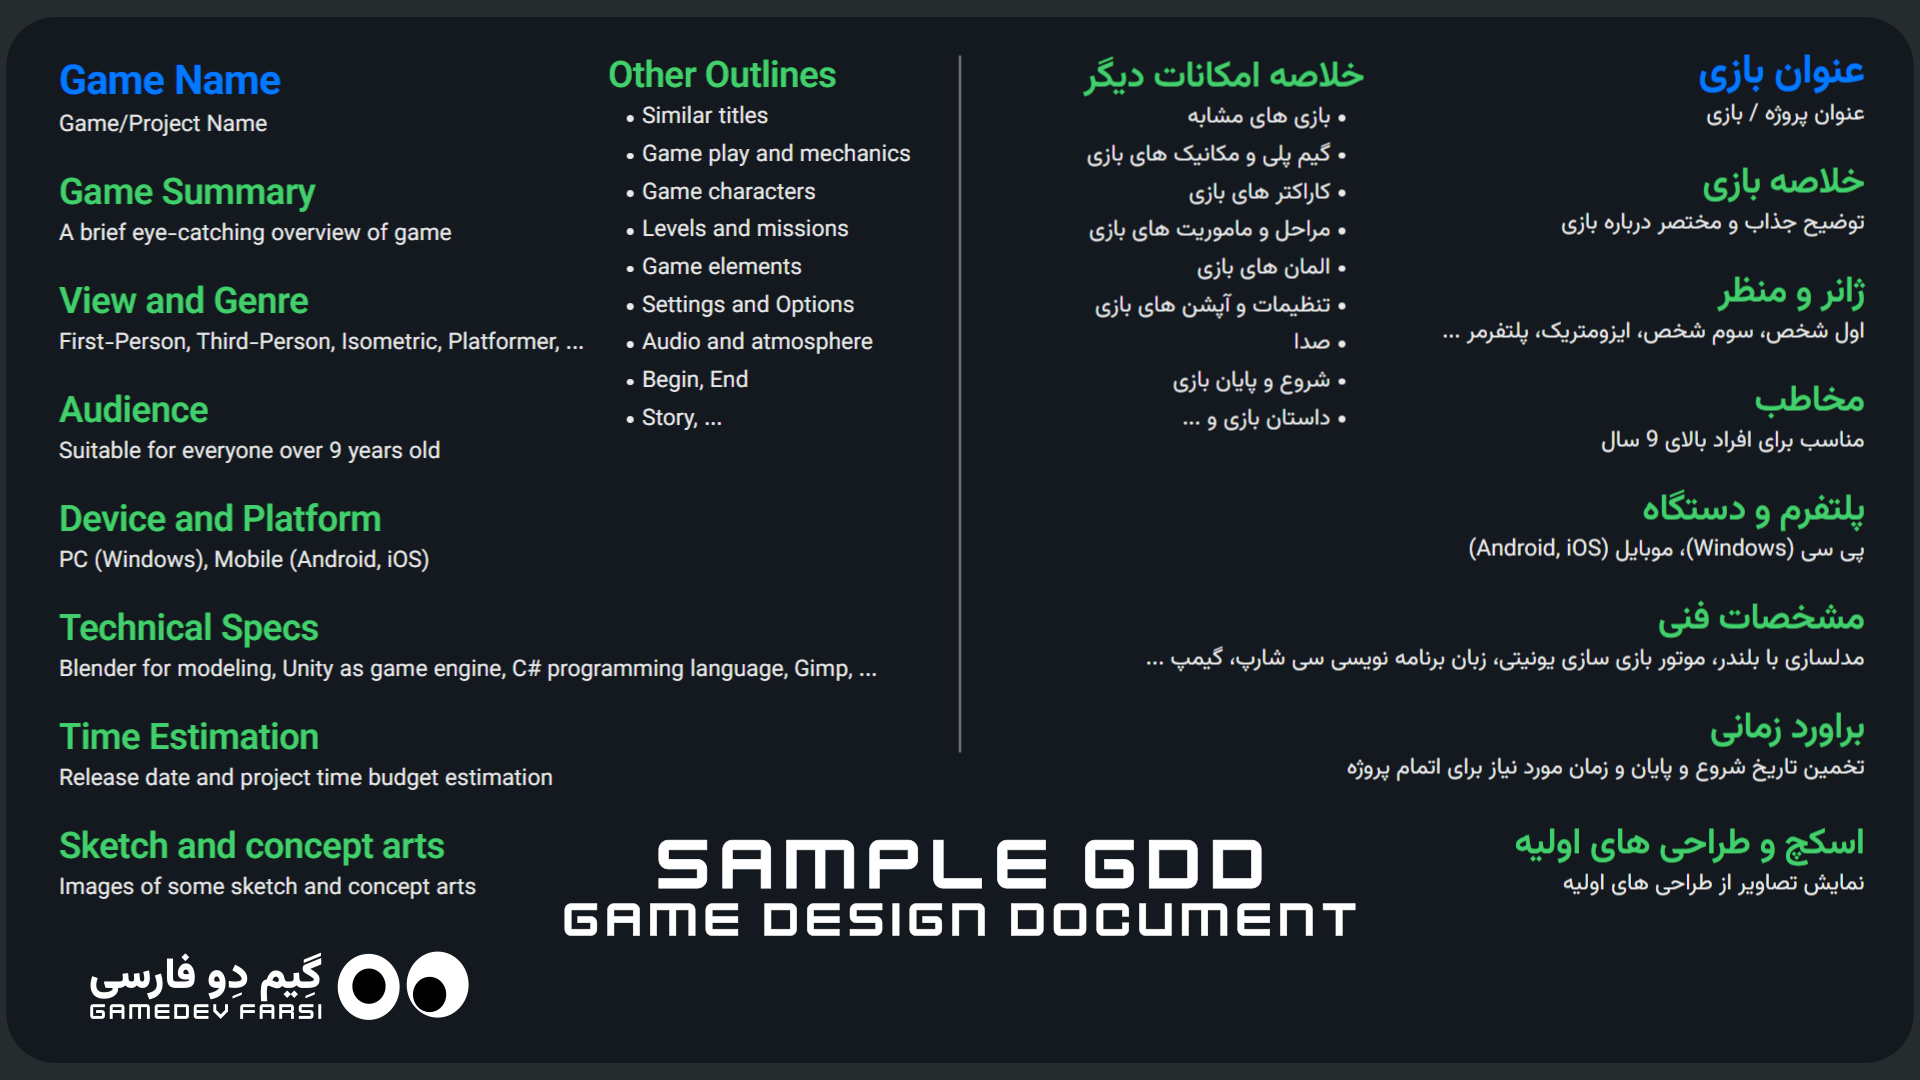 Game Name
Game/Project Name
Game Summary
A brief eye-catching overview of game
View and Genre
First-Person, Third-Person, Isometric, Platformer, ...
Audience
Suitable for everyone over 9 years old
Device and Platform
PC (Windows), Mobile (Android, iOS)
Technical Specs
Blender for modeling, Unity as game engine, C# programming language, Gimp, ...
Time Estimation
Release date and project time budget estimation
Sketch and concept arts
Images of some sketch and concept arts
Other Outlines
• Similar titles
• Game play and mechanics
• Game characters
• Levels and missions
• Game elements
• Settings and Options
• Audio and atmosphere
• Begin, End
• Story, ...
عنوان بازی
عنوان پروژه / بازی
خلاصه بازی
توضیح جذاب و مختصر درباره بازی
ژانر و منظر
اول شخص، سوم شخص، ایزومتریک، پلتفرمر ...
مخاطب
مناسب برای افراد بالای 9 سال
پلتفرم و دستگاه
پی سی (Windows)، موبایل (Android, iOS)
مشخصات فنی
مدلسازی با بلندر، موتور بازی سازی یونیتی، زبان برنامه نویسی سی شارپ، گیمپ ...
براورد زمانی
تخمین تاریخ شروع و پایان و زمان مورد نیاز برای اتمام پروژه
اسکچ و طراحی های اولیه
نمایش تصاویر از طراحی های اولیه
خلاصه امکانات دیگر
• بازی های مشابه
• گیم پلی و مکانیک های بازی
• کاراکتر های بازی
• مراحل و ماموریت های بازی
• المان های بازی
• تنظیمات و آپشن های بازی
• صدا
• شروع و پایان بازی
• داستان بازی و ...
SAMPLE GDD
GAME DESIGN DOCUMENT
گِیم دِو فارسی
GAMEDEV FARSI